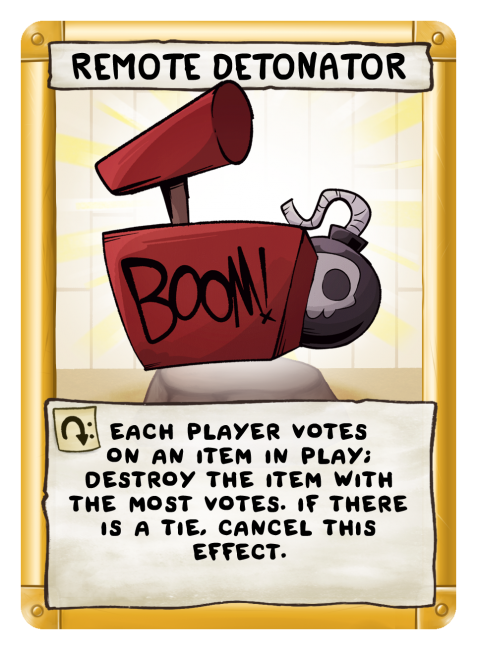 REMOTE DETONATOR
BOOM!
EACH PLAYER VOTES
ON AN ITEM IN PLAY;
DESTROY THE ITEM WITH
THE MOST VOTES. IF THERE
IS A TIE, CANCEL THIS
EFFECT.